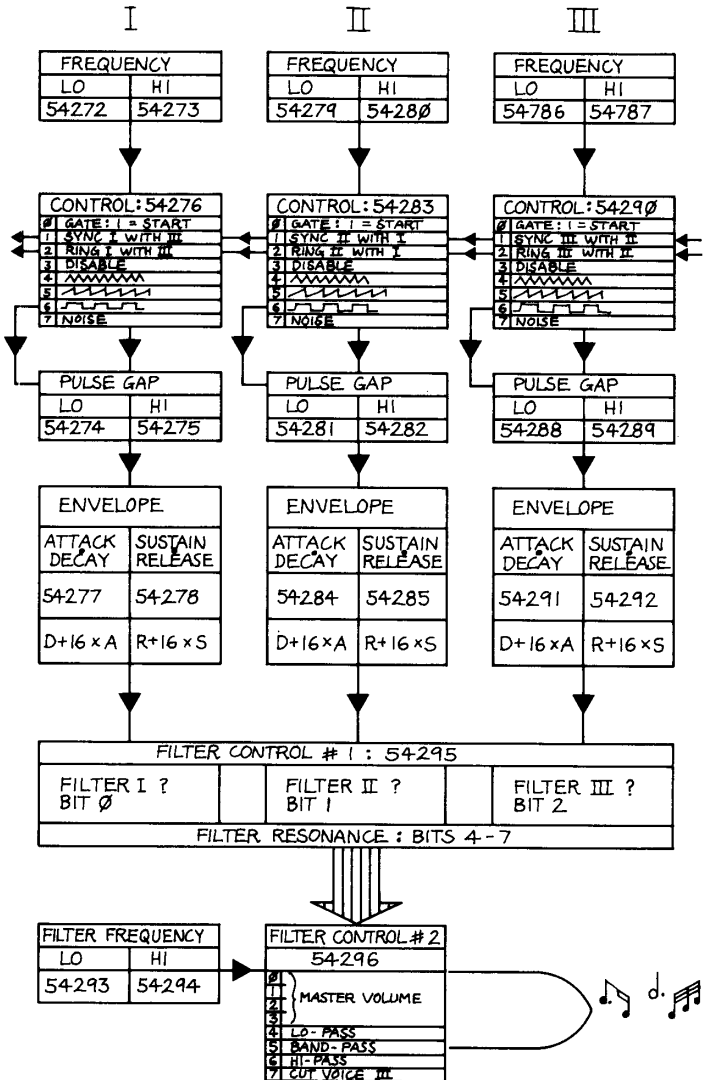 I II III
FREQUENCY FREQUENCY FREQUENCY
LO HI LO HI LO HI
54272 54273 54279 5428Ø 54786 54787
CONTROL:54276 CONTROL:54283 CONTROL:5429Ø
Ø GATE: 1 = START Ø GATE: 1 = START Ø GATE: 1 = START
1 SYNC I WITH III 1 SYNC II WITH I 1 SYNC III WITH II
2 RING I WITH III 2 RING II WITH I 2 RING III WITH II
3 DISABLE 3 DISABLE 3 DISABLE
4 4 4
5 5 5
6 6 6
7 NOISE 7 NOISE 7 NOISE
PULSE GAP PULSE GAP PULSE GAP
LO HI LO HI LO HI
54274 54275 54281 54282 54288 54289
ENVELOPE ENVELOPE ENVELOPE
ATTACK SUSTAIN ATTACK SUSTAIN ATTACK SUSTAIN
DECAY RELEASE DECAY RELEASE DECAY RELEASE
54277 54278 54284 54285 54291 54292
D+16×A R+16×S D+16×A R+16×S D+16×A R+16×S
FILTER CONTROL # 1 : 54295
FILTER I ? FILTER II ? FILTER III ?
BIT Ø BIT 1 BIT 2
FILTER RESONANCE : BITS 4-7
FILTER FREQUENCY FILTER CONTROL #2
LO HI 54296
54293 54294
Ø
1
MASTER VOLUME
2
3
4 LO-PASS
5 BAND-PASS
6 HI-PASS
7 CUT VOICE III